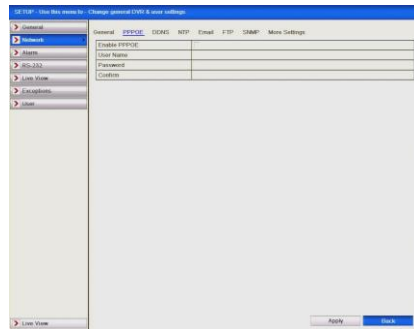 SETUP - Use this menu to - Change general DVR & user settings
General
Network
Alarm
RS-232
Live View
Exceptions
User
General PPPOE DDNS NTP Email FTP SNMP More Settings
Enable PPPOE
User Name
Password
Confirm
Live View
Apply Back